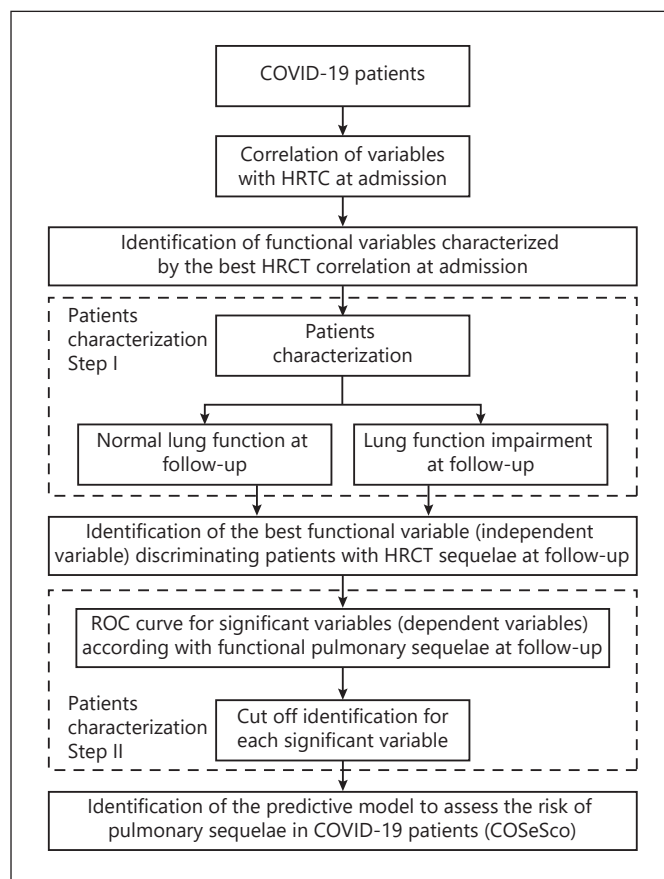 COVID-19 patients
Correlation of variables
with HRTC at admission
Identification of functional variables characterized
by the best HRCT correlation at admission
Patients
characterization
Step I
Patients
characterization
Normal lung function at
follow-up
Lung function impairment
at follow-up
Identification of the best functional variable (independent
variable) discriminating patients with HRCT sequelae at follow-up
ROC curve for significant variables (dependent variables)
according with functional pulmonary sequelae at follow-up
Patients
characterization
Step II
Cut off identification for
each significant variable
Identification of the predictive model to assess the risk of
pulmonary sequelae in COVID-19 patients (COSeSco)